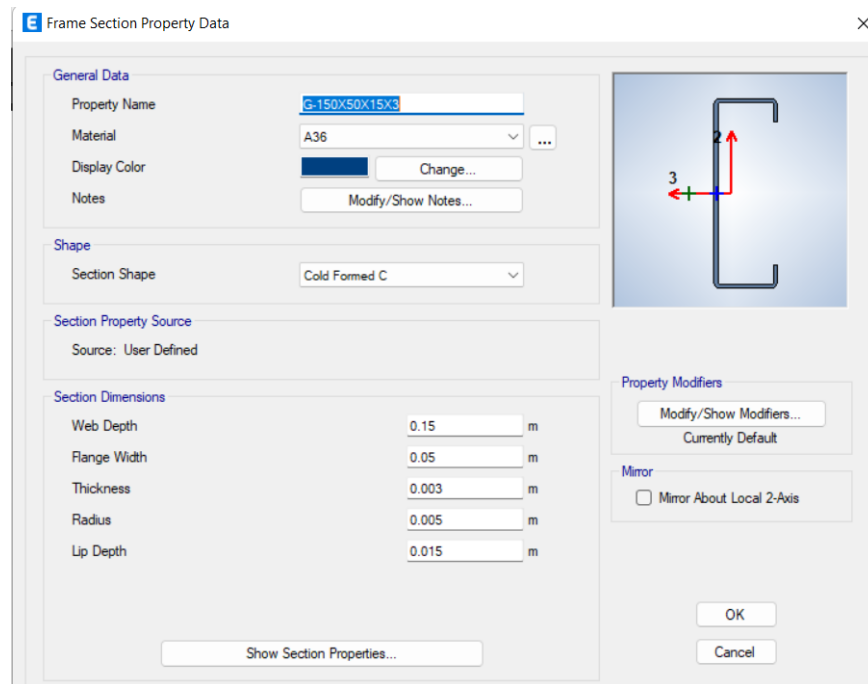 E Frame Section Property Data
General Data
Property Name G-150X50X15X3
Material A36 ...
Display Color Change...
Notes Modify/Show Notes...
2
3
Shape
Section Shape Cold Formed C
Section Property Source
Source: User Defined
Section Dimensions
Web Depth 0.15 m
Flange Width 0.05 m
Thickness 0.003 m
Radius 0.005 m
Lip Depth 0.015 m
Show Section Properties...
Property Modifiers
Modify/Show Modifiers...
Currently Default
Mirror
Mirror About Local 2-Axis
OK
Cancel